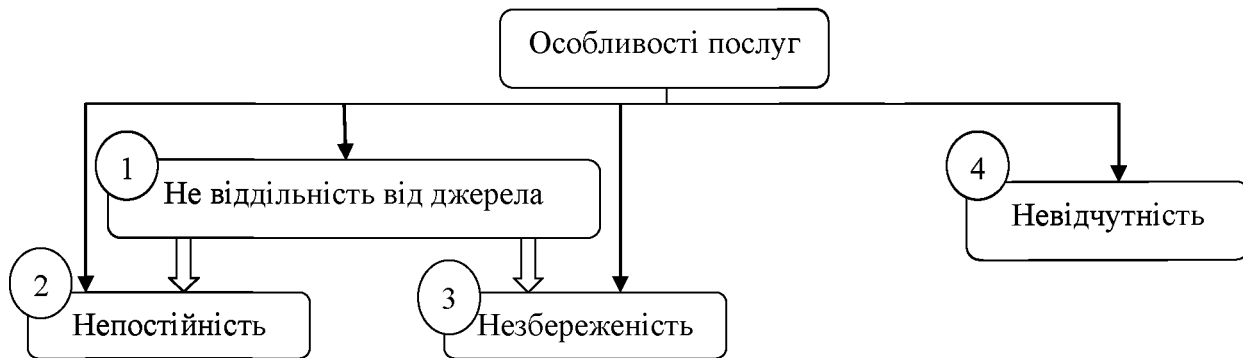 Особливості послуг
1
Не віддільність від джерела
4
Невідчутність
2
Непостійність
3
Незбереженість